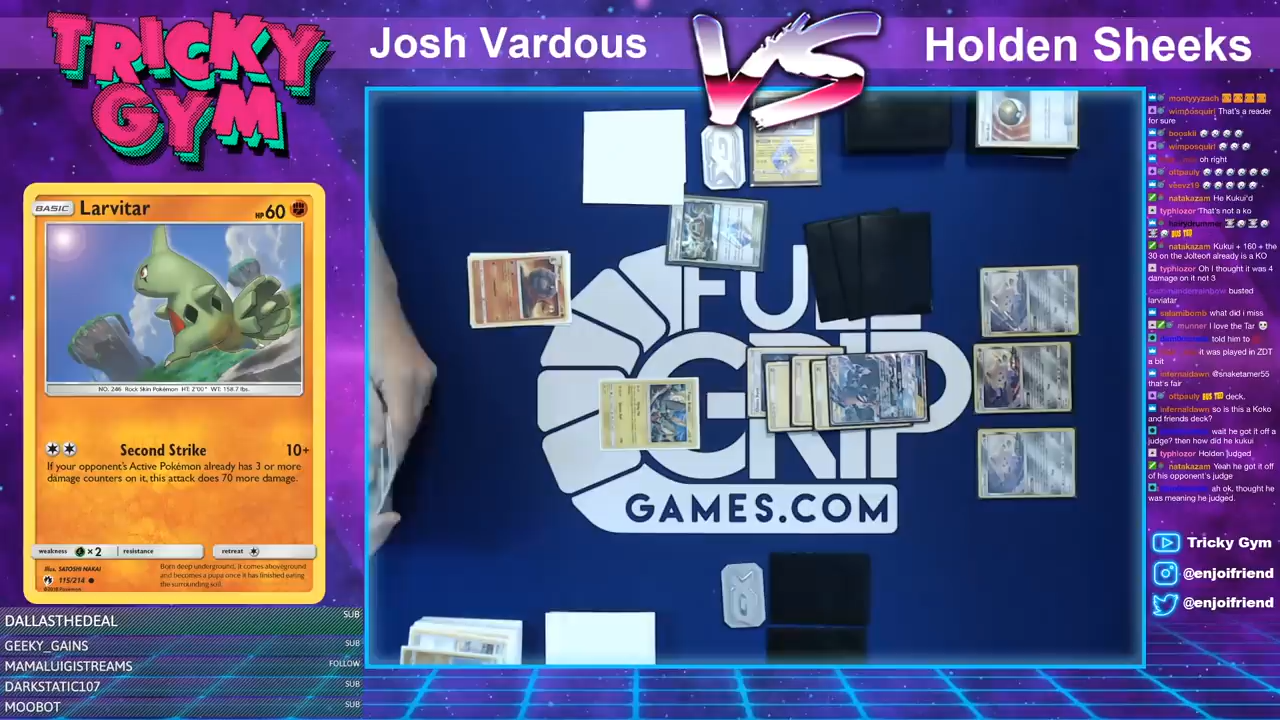 TRICKY
GYM
Josh Vardous
VS
Holden Sheeks
BASIC
Larvitar
HP 60
NO. 246 Rock Skin Pokémon HT: 2'00" WT: 158.7 lbs.
Second Strike 10+
If your opponent's Active Pokémon already has 3 or more
damage counters on it, this attack does 70 more damage.
weakness ×2 resistance retreat
Illus. SATOSHI NAKAI
115/214
©2018 Pokémon
Born deep underground, it comes aboveground
and becomes a pupa once it has finished eating
the surrounding soil.
DALLASTHEDEAL SUB
GEEKY_GAINS SUB
MAMALUIGISTREAMS FOLLOW
DARKSTATIC107 SUB
MOOBOT SUB
FULL
GRIP
GAMES.COM
montyyyzach
wimposquirl That's a reader
for sure
booskii
wimposquirl
oh right
ottpauly
vilevz19
natakazam He Kukui'd
typhlozor That's not a ko
hairydrummer
natakazam Kukui + 160 + the
30 on the Jolteon already is a KO
typhlozor Oh I thought it was 4
damage on it not 3
busted
larviatar
salamibomb what did i miss
munner I love the Tar
told him to
it was played in ZDT
a bit
infernaldawn @snaketamer55
that's fair
ottpauly deck.
infernaldawn so is this a Koko
and friends deck?
wait he got it off a
judge? then how did he kukui
typhlozor Holden judged
natakazam Yeah he got it off
of his opponent's judge
ah ok, thought he
was meaning he judged.
Tricky Gym
@enjoifriend
@enjoifriend